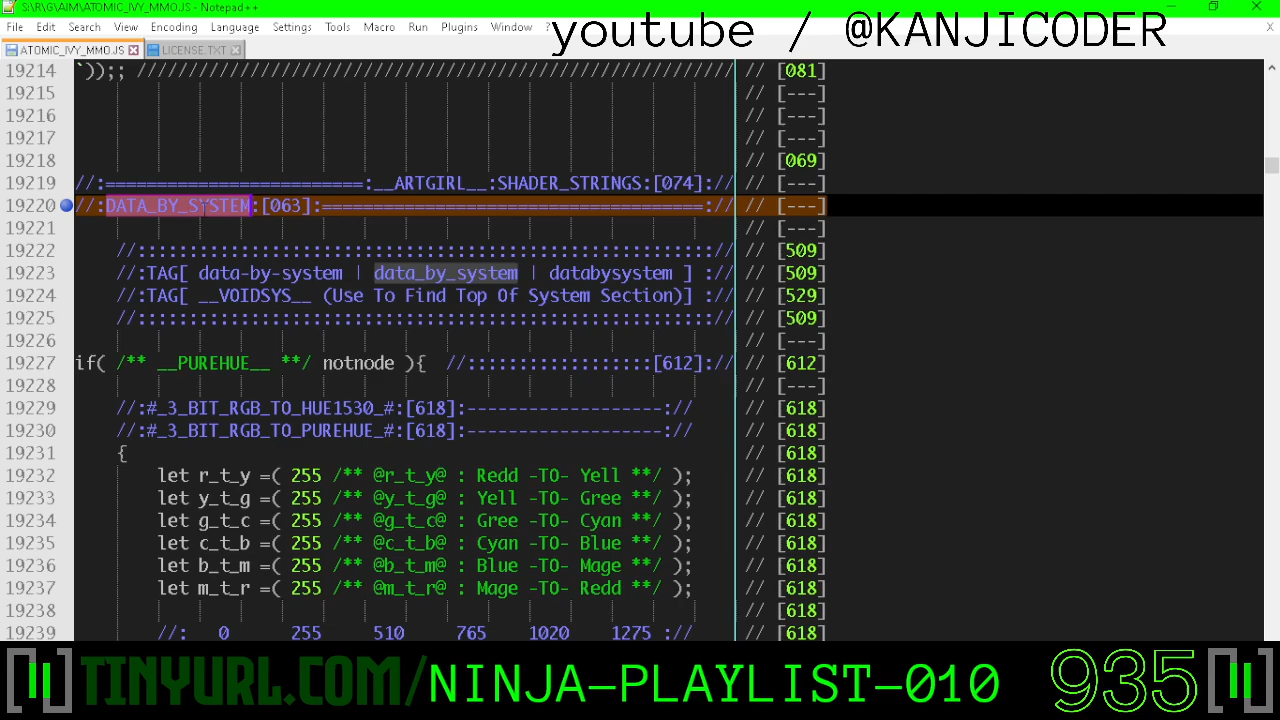 S:\R\G\A\M\ATOMIC_IVY_MMO.JS - Notepad++
youtube / @KANJICODER
File Edit Search View Encoding Language Settings Tools Macro Run Plugins Window ?
ATOMIC_IVY_MMO.JS LICENSE.TXT
19214 `));; ////////////////////////////////////////////////////////// // [081]
19215 // [---]
19216 // [---]
19217 // [---]
19218 // [069]
19219 //:=========================:__ARTGIRL__:SHADER_STRINGS:[074]:// // [---]
19220 //:DATA_BY_SYSTEM:[063]:=====================================:// // [---]
19221 // [---]
19222 //::::::::::::::::::::::::::::::::::::::::::::::::::::::::// // [509]
19223 //:TAG[ data-by-system | data_by_system | databysystem ] :// // [509]
19224 //:TAG[ __VOIDSYS__ (Use To Find Top Of System Section)] :// // [529]
19225 //::::::::::::::::::::::::::::::::::::::::::::::::::::::::// // [509]
19226 // [---]
19227 if( /** __PUREHUE__ **/ notnode ){ //::::::::::::::::::[612]:// // [612]
19228 // [---]
19229 //:#_3_BIT_RGB_TO_HUE1530_#:[618]:-------------------:// // [618]
19230 //:#_3_BIT_RGB_TO_PUREHUE_#:[618]:-------------------:// // [618]
19231 { // [618]
19232 let r_t_y =( 255 /** @r_t_y@ : Redd -TO- Yell **/ ); // [618]
19233 let y_t_g =( 255 /** @y_t_g@ : Yell -TO- Gree **/ ); // [618]
19234 let g_t_c =( 255 /** @g_t_c@ : Gree -TO- Cyan **/ ); // [618]
19235 let c_t_b =( 255 /** @c_t_b@ : Cyan -TO- Blue **/ ); // [618]
19236 let b_t_m =( 255 /** @b_t_m@ : Blue -TO- Mage **/ ); // [618]
19237 let m_t_r =( 255 /** @m_t_r@ : Mage -TO- Redd **/ ); // [618]
19238 // [618]
19239 //: 0 255 510 765 1020 1275 :// // [618]
[||] TINYURL.COM/NINJA-PLAYLIST-010 935 [||]